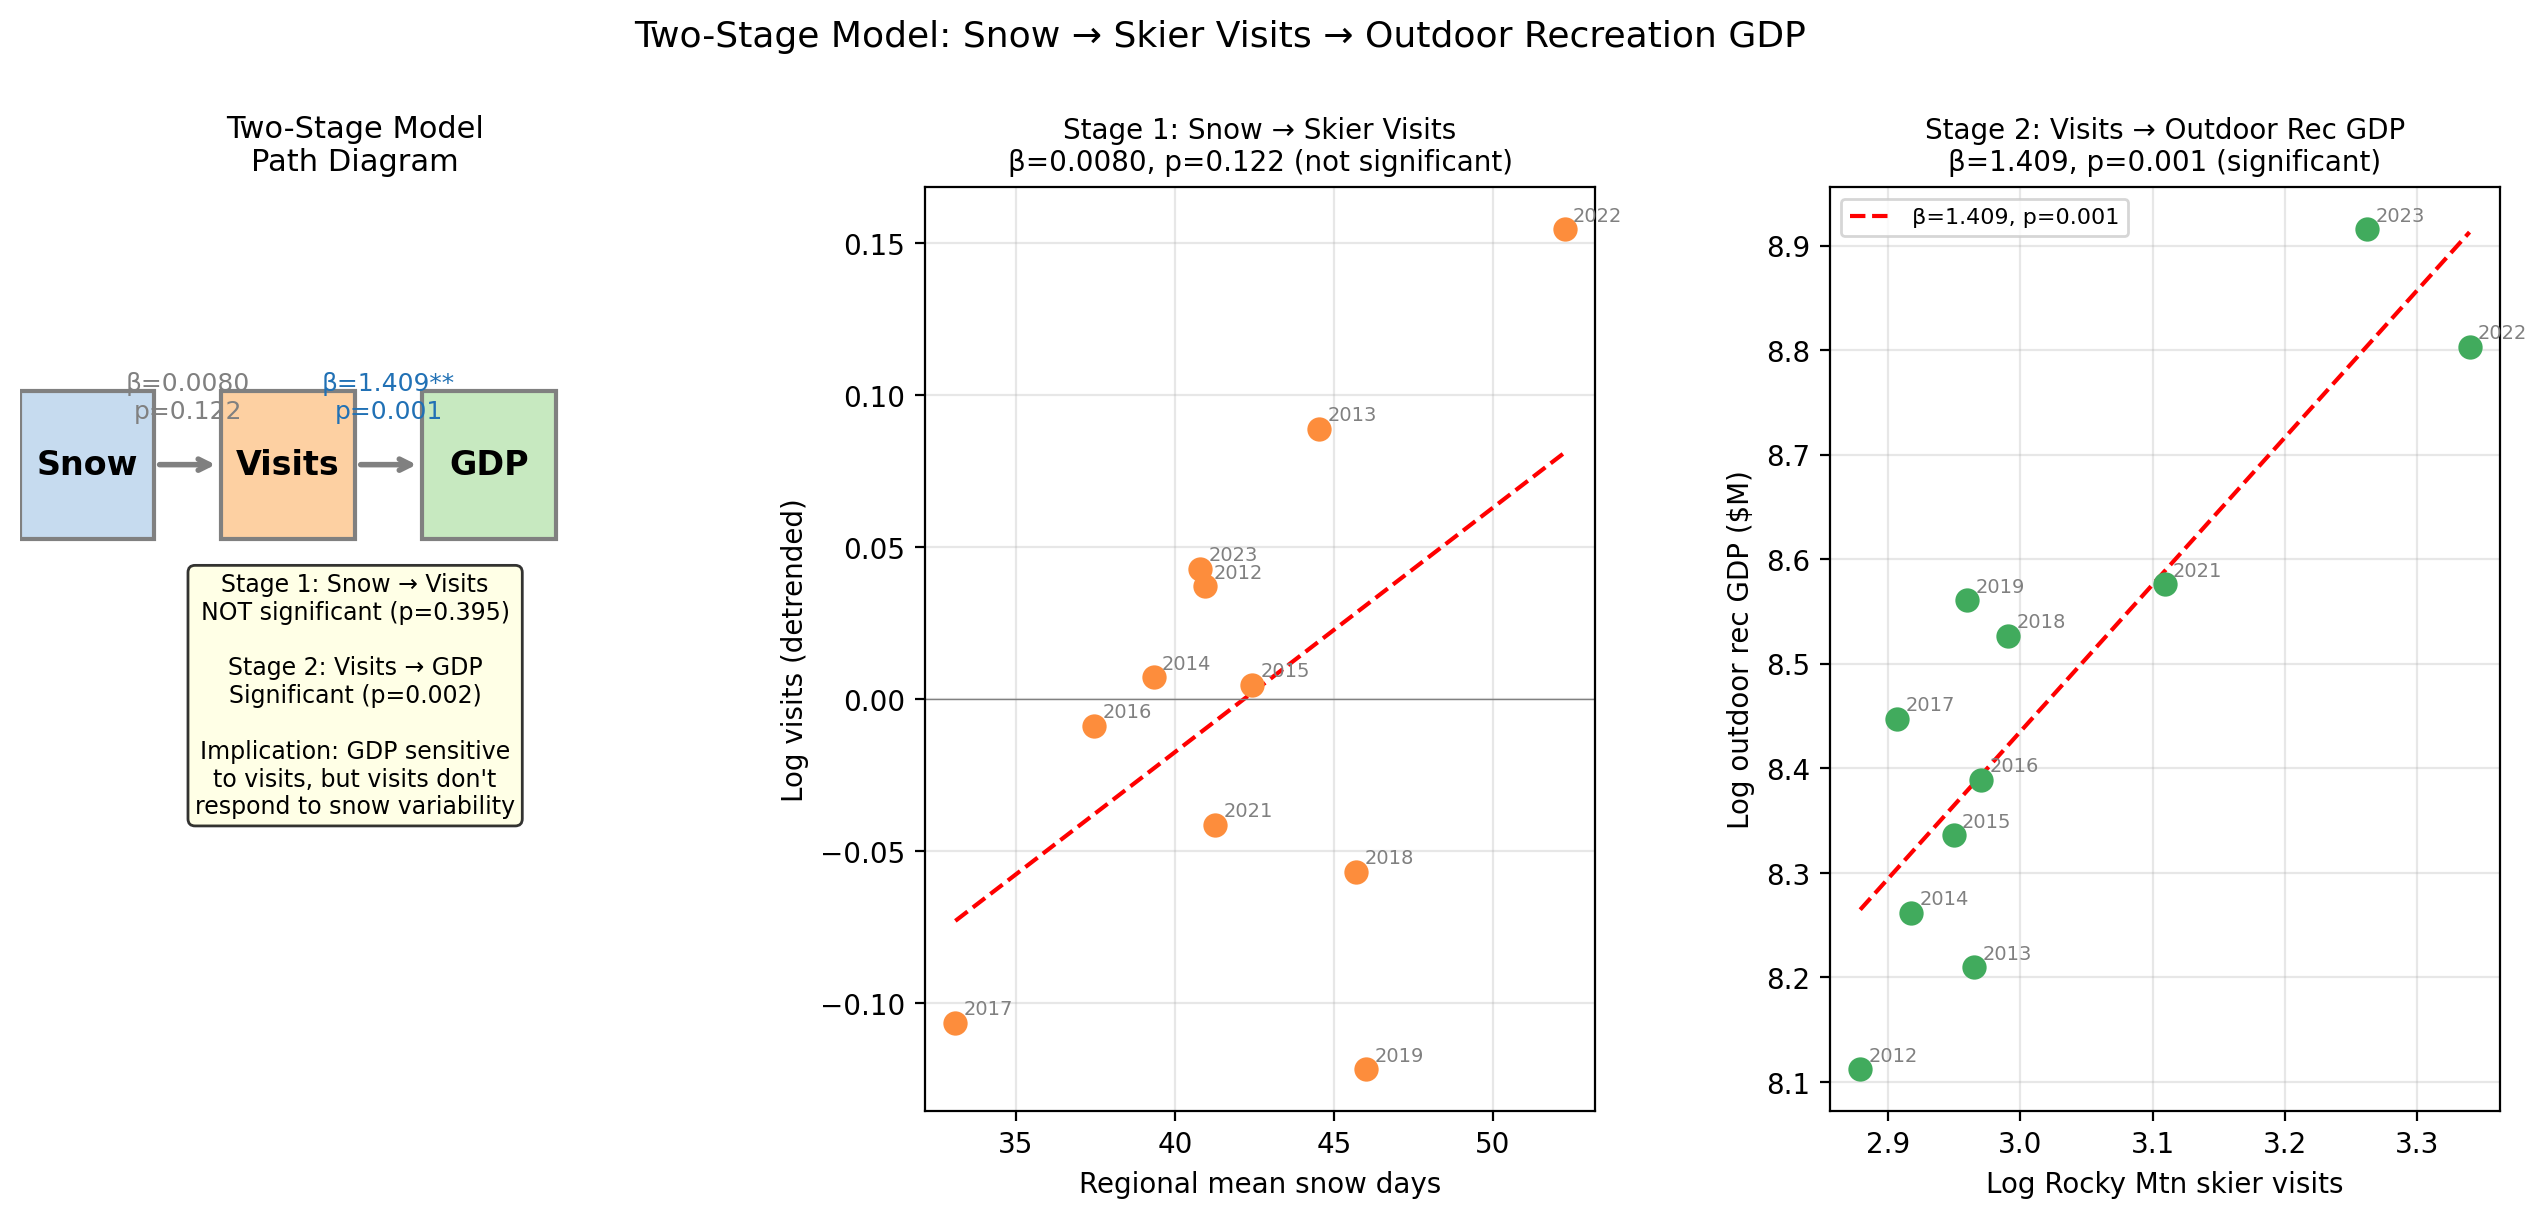 Two-Stage Model: Snow → Skier Visits → Outdoor Recreation GDP
Two-Stage Model
Path Diagram
β=0.0080
p=0.122
β=1.409**
p=0.001
Snow
Visits
GDP
Stage 1: Snow → Visits
NOT significant (p=0.395)
Stage 2: Visits → GDP
Significant (p=0.002)
Implication: GDP sensitive
to visits, but visits don't
respond to snow variability
Stage 1: Snow → Skier Visits
β=0.0080, p=0.122 (not significant)
Log visits (detrended)
0.15
0.10
0.05
0.00
−0.05
−0.10
2022
2013
2023
2012
2014
2015
2016
2021
2018
2017
2019
35
40
45
50
Regional mean snow days
Stage 2: Visits → Outdoor Rec GDP
β=1.409, p=0.001 (significant)
β=1.409, p=0.001
Log outdoor rec GDP ($M)
8.9
8.8
8.7
8.6
8.5
8.4
8.3
8.2
8.1
2023
2022
2021
2019
2018
2017
2016
2015
2014
2013
2012
2.9
3.0
3.1
3.2
3.3
Log Rocky Mtn skier visits